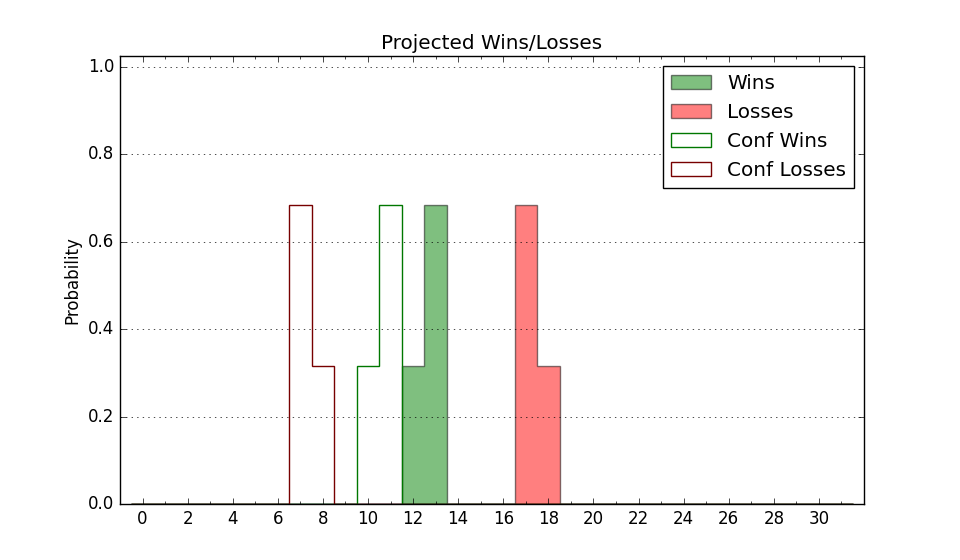 Projected Wins/Losses
1.0
0.8
0.6
0.4
0.2
0.0
Probability
Wins
Losses
Conf Wins
Conf Losses
0 2 4 6 8 10 12 14 16 18 20 22 24 26 28 30